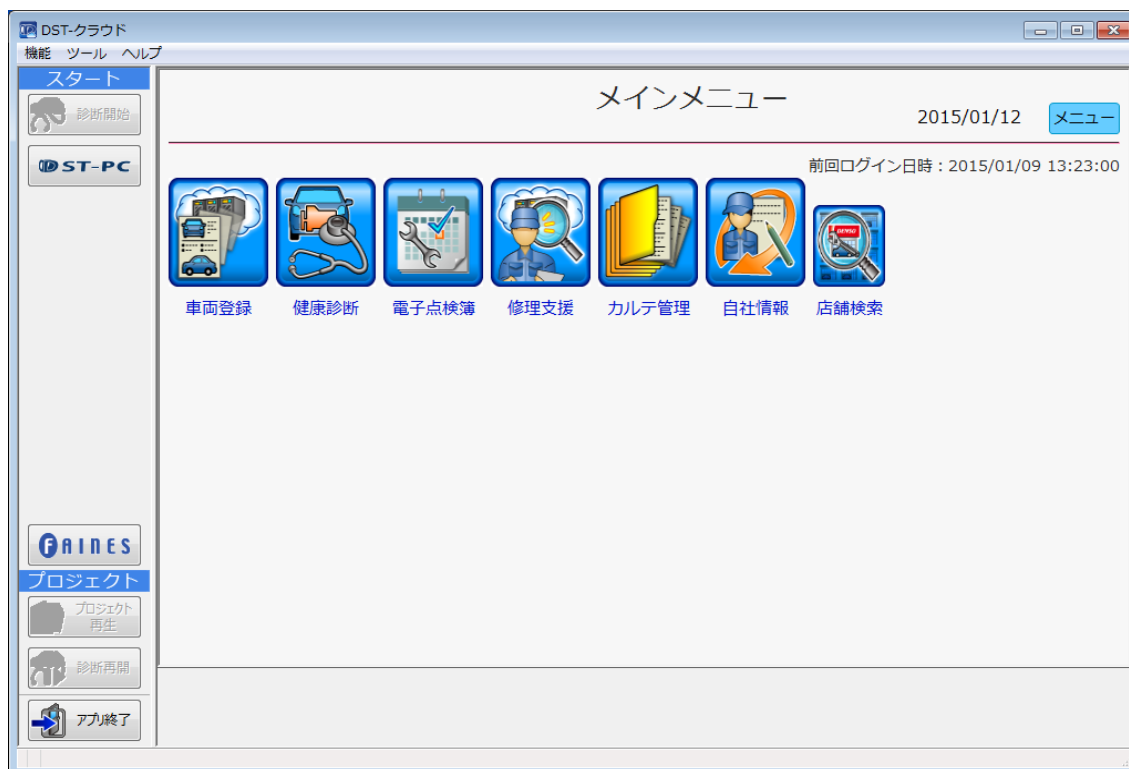 DST-クラウド
機能 ツール ヘルプ
スタート
診断開始
DST-PC
メインメニュー
2015/01/12
メニュー
前回ログイン日時：2015/01/09 13:23:00
DENSO
車両登録
健康診断
電子点検簿
修理支援
カルテ管理
自社情報
店舗検索
FAINES
プロジェクト
プロジェクト
再生
診断再開
アプリ終了